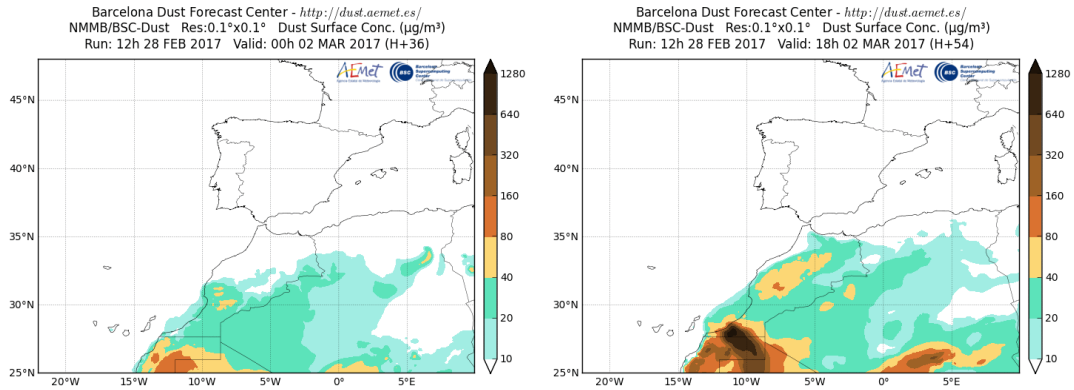 Barcelona Dust Forecast Center - http://dust.aemet.es/
NMMB/BSC-Dust Res:0.1°x0.1° Dust Surface Conc. (µg/m³)
Run: 12h 28 FEB 2017 Valid: 00h 02 MAR 2017 (H+36)
AEMet
BSC
Barcelona
Supercomputing
Center
45°N
40°N
35°N
30°N
25°N
20°W
15°W
10°W
5°W
0°
5°E
1280
640
320
160
80
40
20
10
Barcelona Dust Forecast Center - http://dust.aemet.es/
NMMB/BSC-Dust Res:0.1°x0.1° Dust Surface Conc. (µg/m³)
Run: 12h 28 FEB 2017 Valid: 18h 02 MAR 2017 (H+54)
AEMet
BSC
Barcelona
Supercomputing
Center
45°N
40°N
35°N
30°N
25°N
20°W
15°W
10°W
5°W
0°
5°E
1280
640
320
160
80
40
20
10